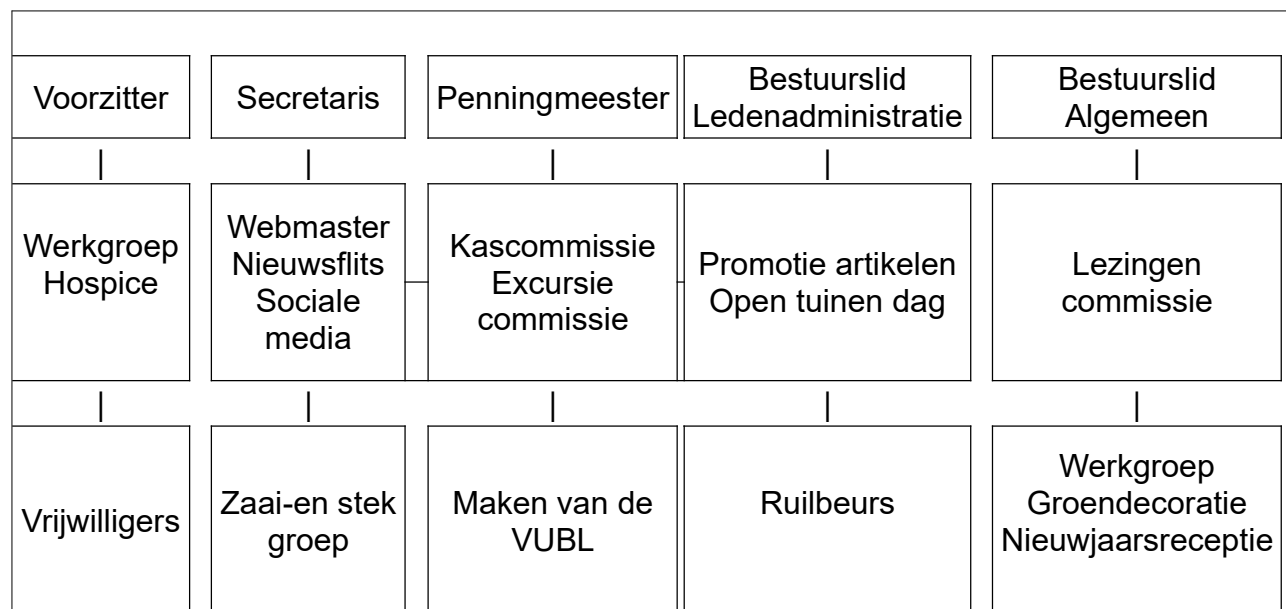 Voorzitter
Secretaris
Penningmeester
Bestuurslid
Ledenadministratie
Bestuurslid
Algemeen
Werkgroep
Hospice
Webmaster
Nieuwsflits
Sociale
media
Kascommissie
Excursie
commissie
Promotie artikelen
Open tuinen dag
Lezingen
commissie
Vrijwilligers
Zaai-en stek
groep
Maken van de
VUBL
Ruilbeurs
Werkgroep
Groendecoratie
Nieuwjaarsreceptie